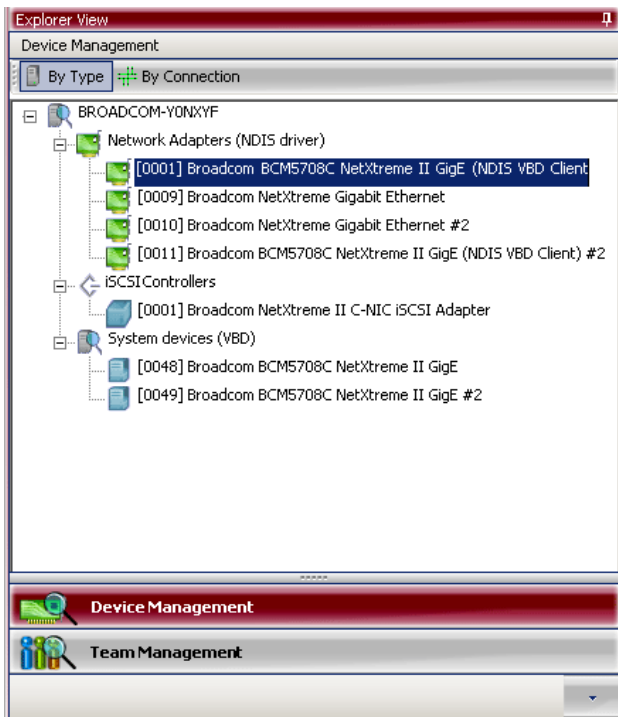 Explorer View
Device Management
By Type By Connection
BROADCOM-Y0NXYF
Network Adapters (NDIS driver)
[0001] Broadcom BCM5708C NetXtreme II GigE (NDIS VBD Client
[0009] Broadcom NetXtreme Gigabit Ethernet
[0010] Broadcom NetXtreme Gigabit Ethernet #2
[0011] Broadcom BCM5708C NetXtreme II GigE (NDIS VBD Client) #2
iSCSI Controllers
[0001] Broadcom NetXtreme II C-NIC iSCSI Adapter
System devices (VBD)
[0048] Broadcom BCM5708C NetXtreme II GigE
[0049] Broadcom BCM5708C NetXtreme II GigE #2
Device Management
Team Management